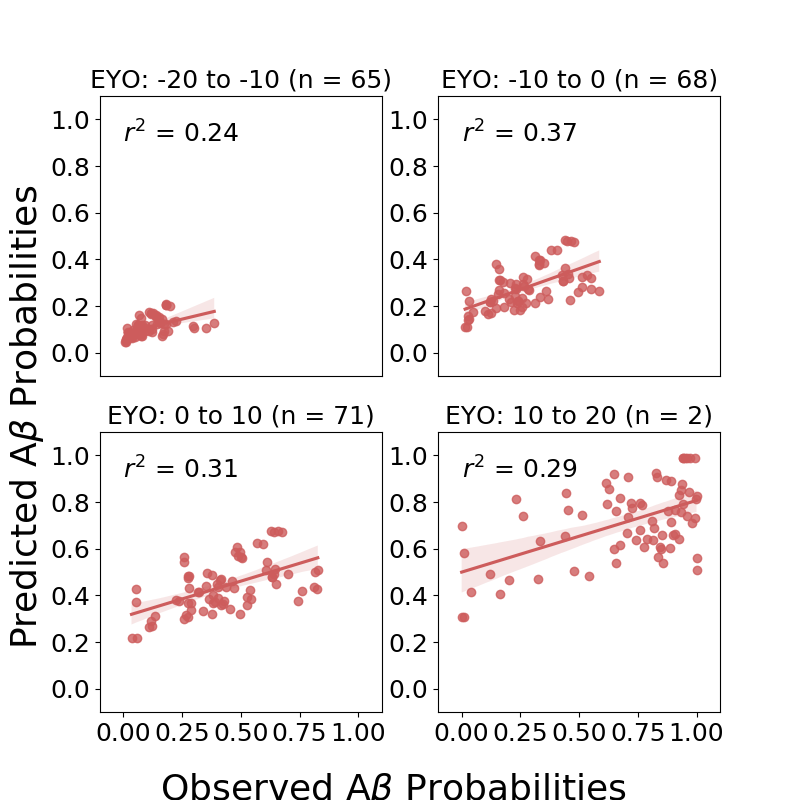 EYO: -20 to -10 (n = 65)
EYO: -10 to 0 (n = 68)
r² = 0.24
r² = 0.37
1.0
0.8
0.6
0.4
0.2
0.0
1.0
0.8
0.6
0.4
0.2
0.0
EYO: 0 to 10 (n = 71)
EYO: 10 to 20 (n = 2)
r² = 0.31
r² = 0.29
1.0
0.8
0.6
0.4
0.2
0.0
1.0
0.8
0.6
0.4
0.2
0.0
0.00 0.25 0.50 0.75 1.00
0.00 0.25 0.50 0.75 1.00
Predicted Aβ Probabilities
Observed Aβ Probabilities